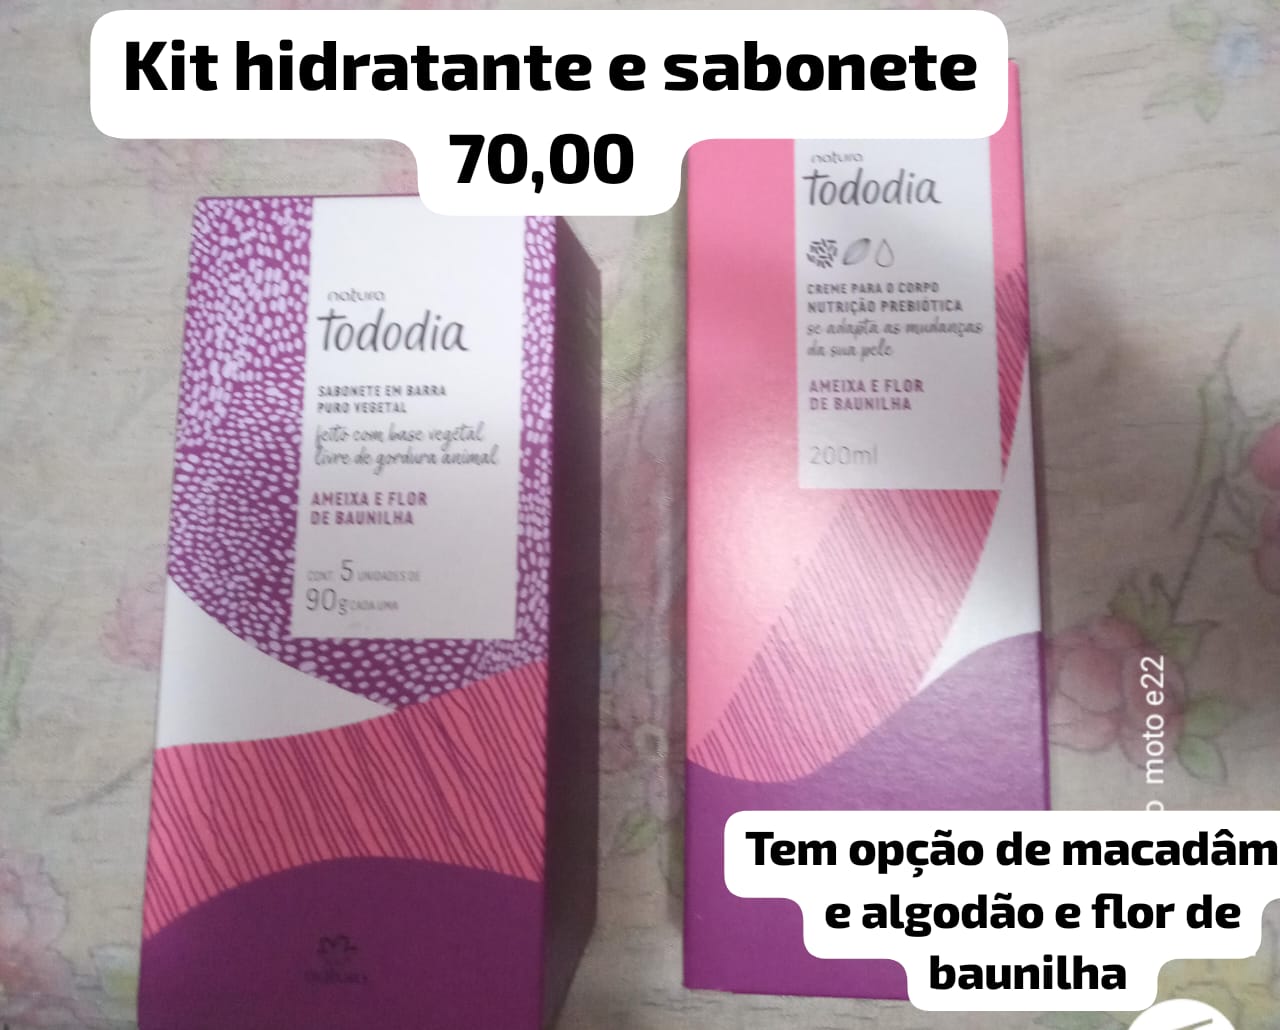 Kit hidratante e sabonete
70,00
natura
tododia
SABONETE EM BARRA
PURO VEGETAL
feito com base vegetal
livre de gordura animal
AMEIXA E FLOR
DE BAUNILHA
CONT. 5 UNIDADES DE
90g CADA UMA
natura
tododia
CREME PARA O CORPO
NUTRIÇÃO PREBIÓTICA
se adapta as mudanças
da sua pele
AMEIXA E FLOR
DE BAUNILHA
200ml
moto e22
Tem opção de macadâm
e algodão e flor de
baunilha